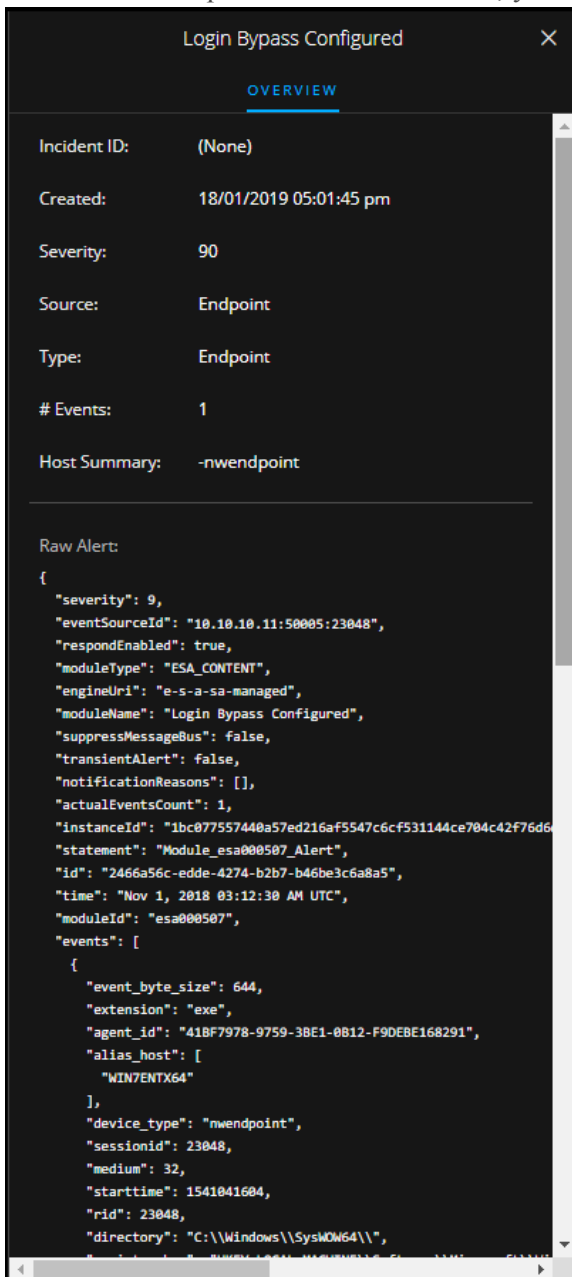 Login Bypass Configured
OVERVIEW
Incident ID: (None)
Created: 18/01/2019 05:01:45 pm
Severity: 90
Source: Endpoint
Type: Endpoint
# Events: 1
Host Summary: -nwendpoint
Raw Alert:
{
"severity": 9,
"eventSourceId": "10.10.10.11:50005:23048",
"respondEnabled": true,
"moduleType": "ESA_CONTENT",
"engineUri": "e-s-a-sa-managed",
"moduleName": "Login Bypass Configured",
"suppressMessageBus": false,
"transientAlert": false,
"notificationReasons": [],
"actualEventsCount": 1,
"instanceId": "1bc077557440a57ed216af5547c6cf531144ce704c42f76d6
"statement": "Module_esa000507_Alert",
"id": "2466a56c-edde-4274-b2b7-b46be3c6a8a5",
"time": "Nov 1, 2018 03:12:30 AM UTC",
"moduleId": "esa000507",
"events": [
{
"event_byte_size": 644,
"extension": "exe",
"agent_id": "41BF7978-9759-3BE1-0B12-F9DEBE168291",
"alias_host": [
"WIN7ENTX64"
],
"device_type": "nwendpoint",
"sessionid": 23048,
"medium": 32,
"starttime": 1541041604,
"rid": 23048,
"directory": "C:\\Windows\\SysWOW64\\",